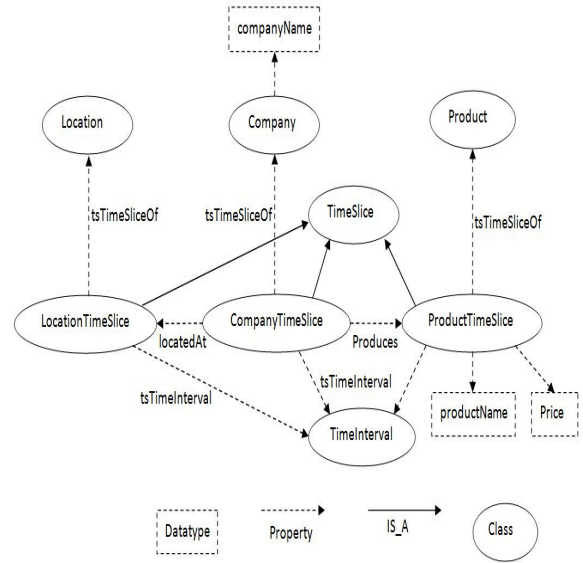 companyName
Location
Company
Product
tsTimeSliceOf
tsTimeSliceOf
TimeSlice
tsTimeSliceOf
LocationTimeSlice
CompanyTimeSlice
ProductTimeSlice
locatedAt
Produces
tsTimeInterval
tsTimeInterval
productName
Price
TimeInterval
Datatype
Property
IS_A
Class